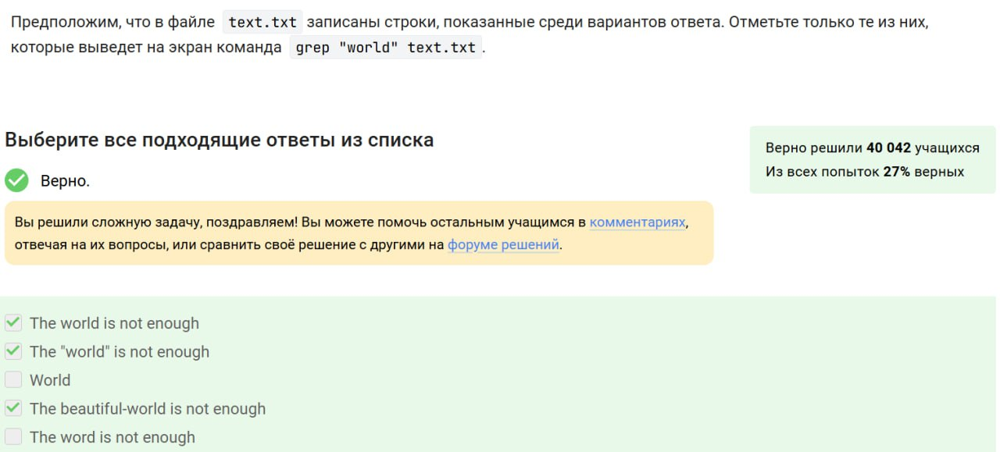 Предположим, что в файле text.txt записаны строки, показанные среди вариантов ответа. Отметьте только те из них,
которые выведет на экран команда grep "world" text.txt.
Выберите все подходящие ответы из списка
Верно решили 40 042 учащихся
Из всех попыток 27% верных
Верно.
Вы решили сложную задачу, поздравляем! Вы можете помочь остальным учащимся в комментариях,
отвечая на их вопросы, или сравнить своё решение с другими на форуме решений.
The world is not enough
The "world" is not enough
World
The beautiful-world is not enough
The word is not enough